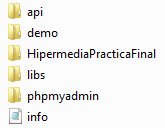 api
demo
HipermediaPracticaFinal
libs
phpmyadmin
info